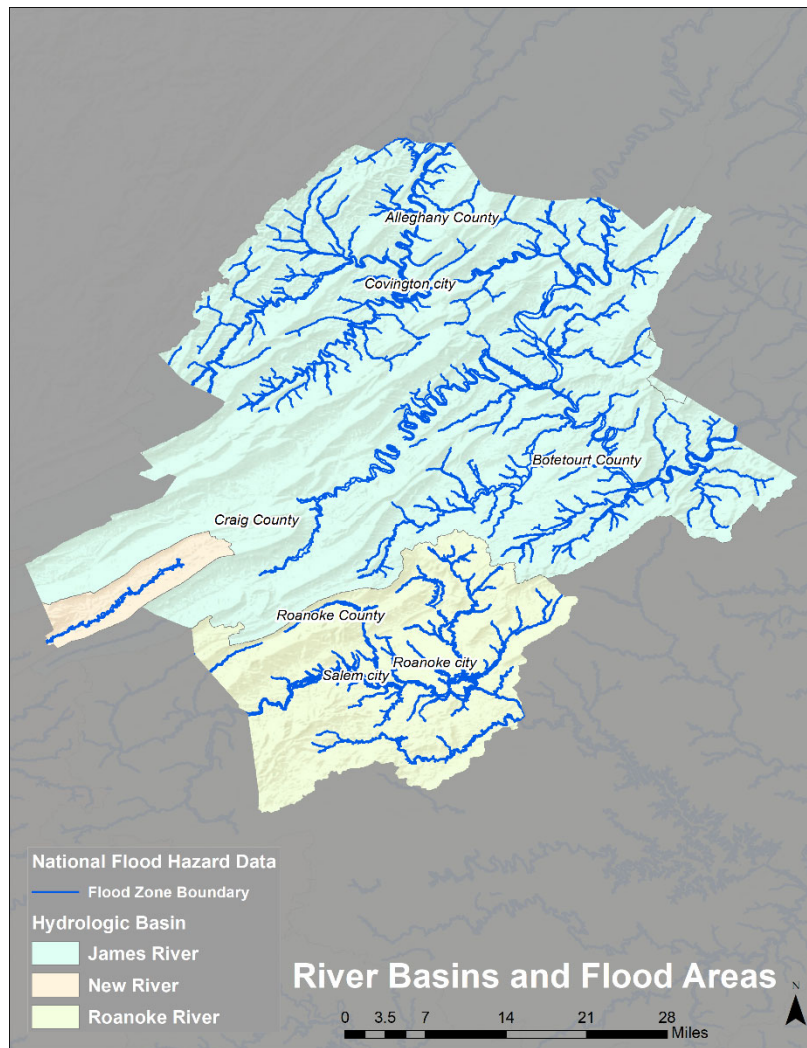 Alleghany County
Covington city
Botetourt County
Craig County
Roanoke County
Roanoke city
Salem city
National Flood Hazard Data
Flood Zone Boundary
Hydrologic Basin
James River
New River
Roanoke River
River Basins and Flood Areas
N
0 3.5 7 14 21 28
Miles